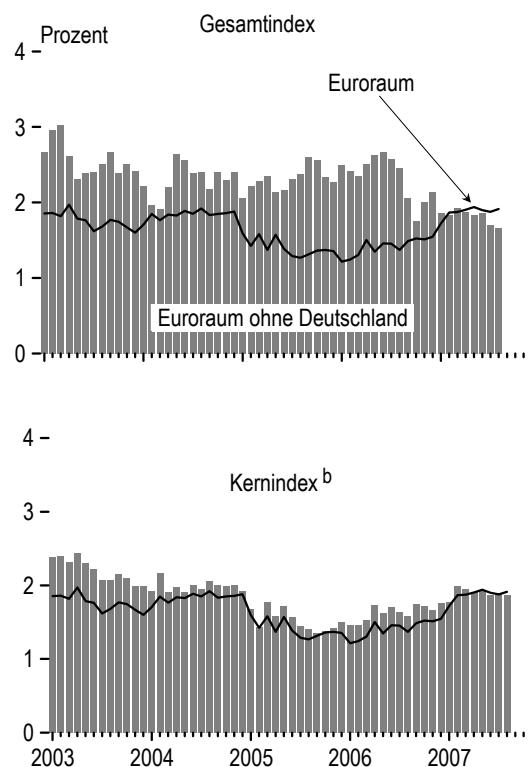 Prozent
Gesamtindex
4
Euroraum
3
2
1
Euroraum ohne Deutschland
0
4
Kernindex b
3
2
1
0
2003 2004 2005 2006 2007